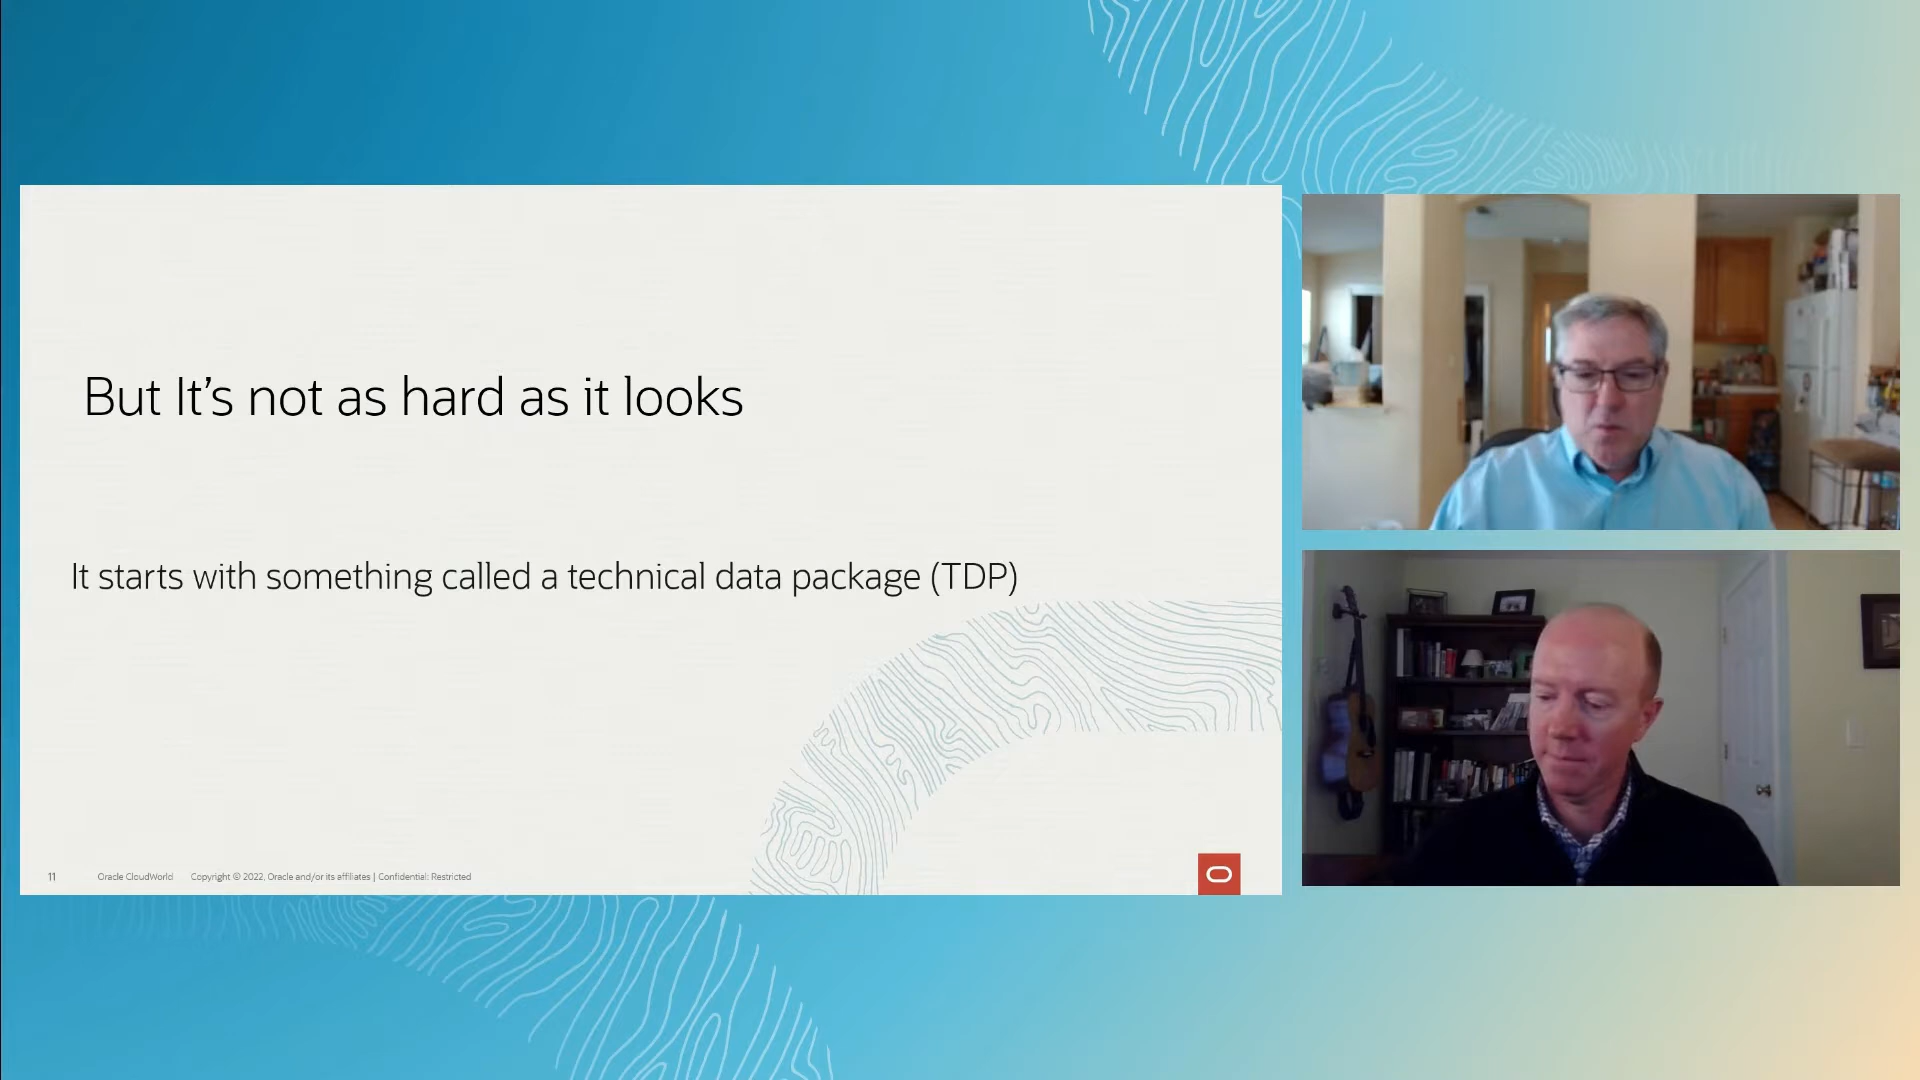 But It’s not as hard as it looks
It starts with something called a technical data package (TDP)
11 Oracle CloudWorld Copyright © 2022, Oracle and/or its affiliates | Confidential: Restricted